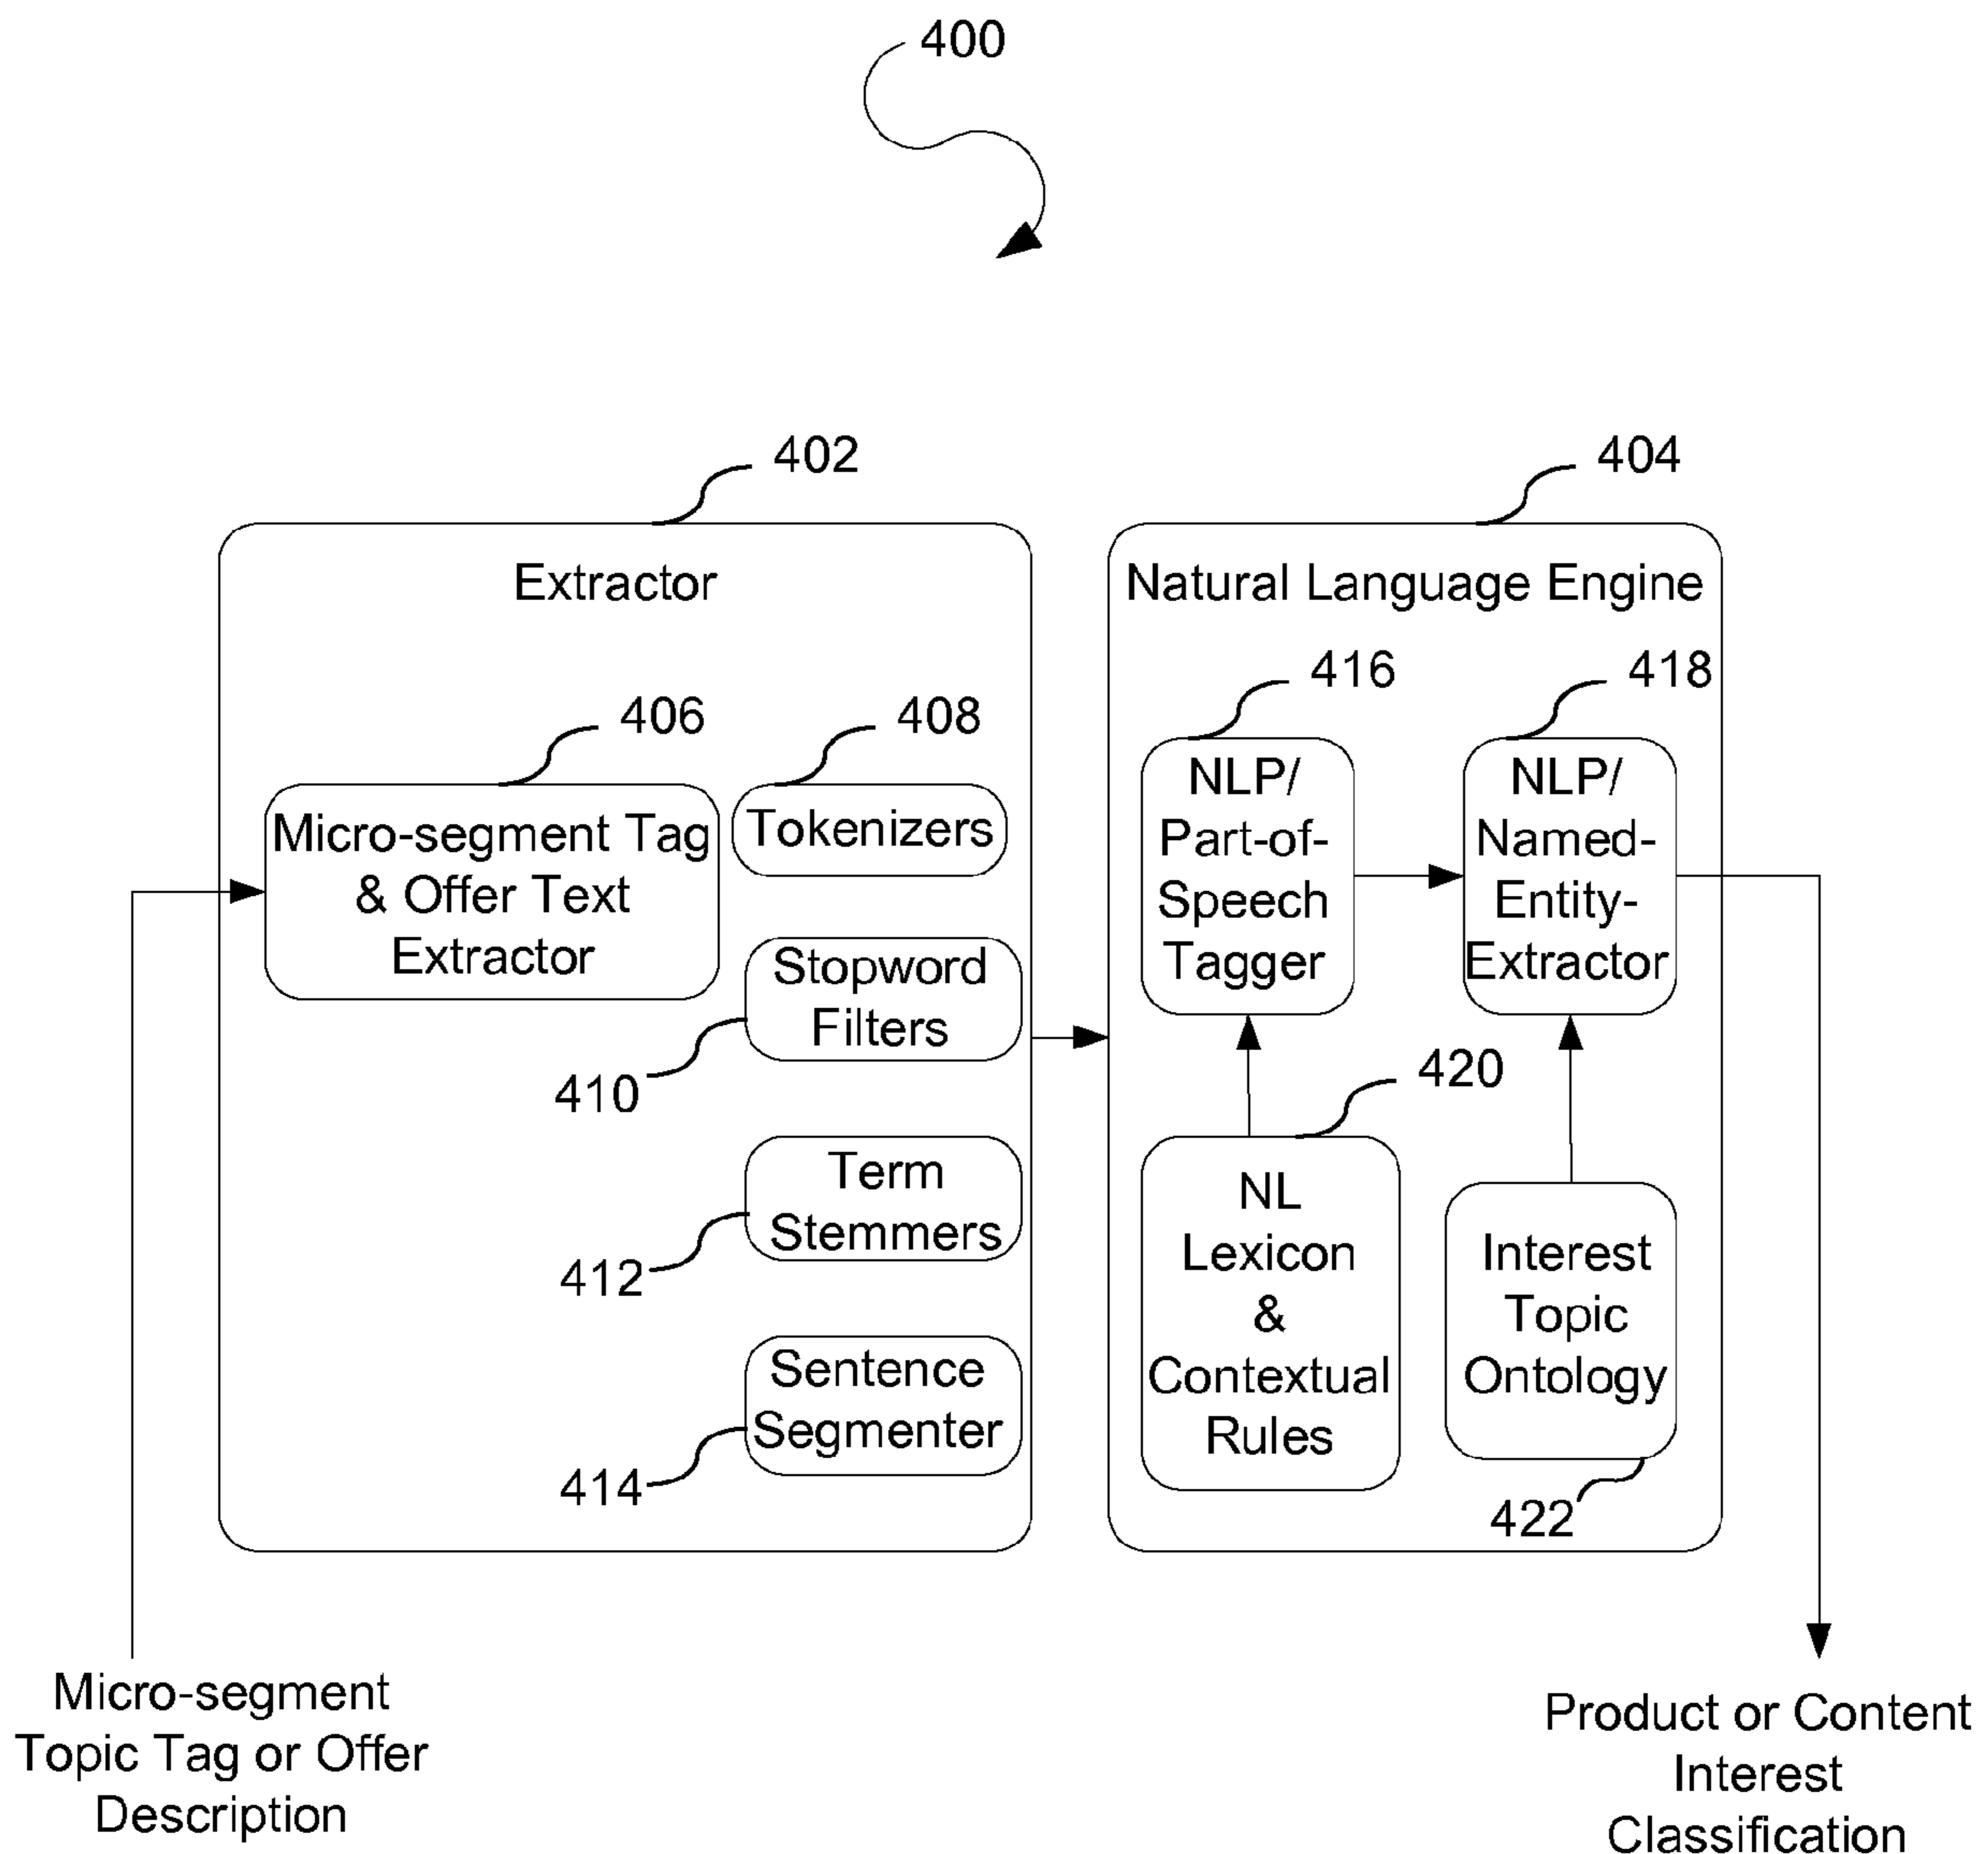 400
402
404
Extractor
Natural Language Engine
406
408
416
418
Micro-segment Tag
& Offer Text
Extractor
Tokenizers
Stopword
Filters
410
Term
Stemmers
412
Sentence
Segmenter
414
NLP/
Part-of-
Speech
Tagger
NLP/
Named-
Entity-
Extractor
420
NL
Lexicon
&
Contextual
Rules
Interest
Topic
Ontology
422
Micro-segment
Topic Tag or Offer
Description
Product or Content
Interest
Classification